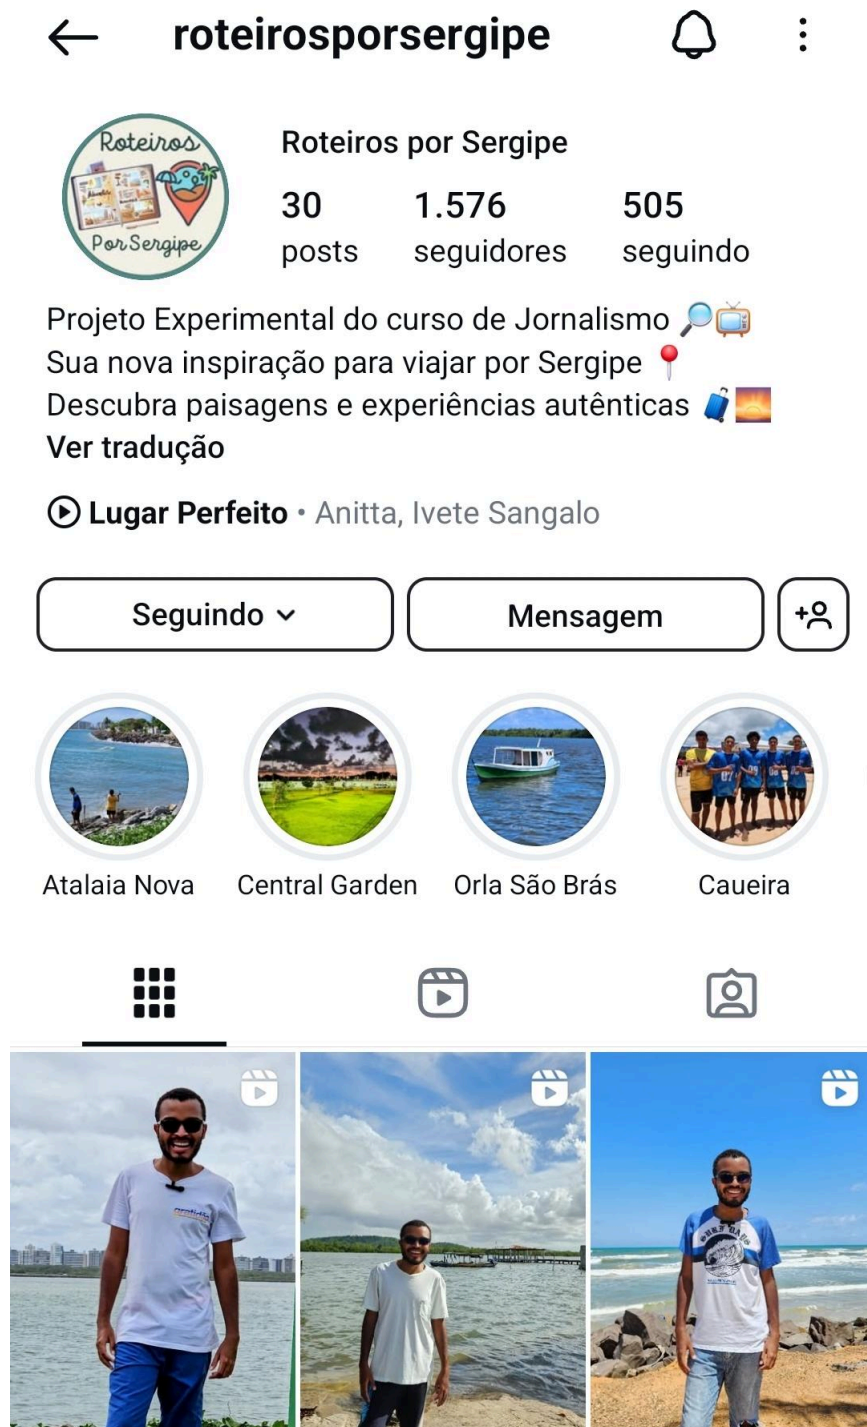 roteirosporsergipe
Roteiros
Por Sergipe
Roteiros por Sergipe
30 1.576 505
posts seguidores seguindo
Projeto Experimental do curso de Jornalismo 🔎📺
Sua nova inspiração para viajar por Sergipe 📍
Descubra paisagens e experiências autênticas 🧳🌅
Ver tradução
Lugar Perfeito • Anitta, Ivete Sangalo
Seguindo Mensagem
Atalaia Nova Central Garden Orla São Brás Caueira